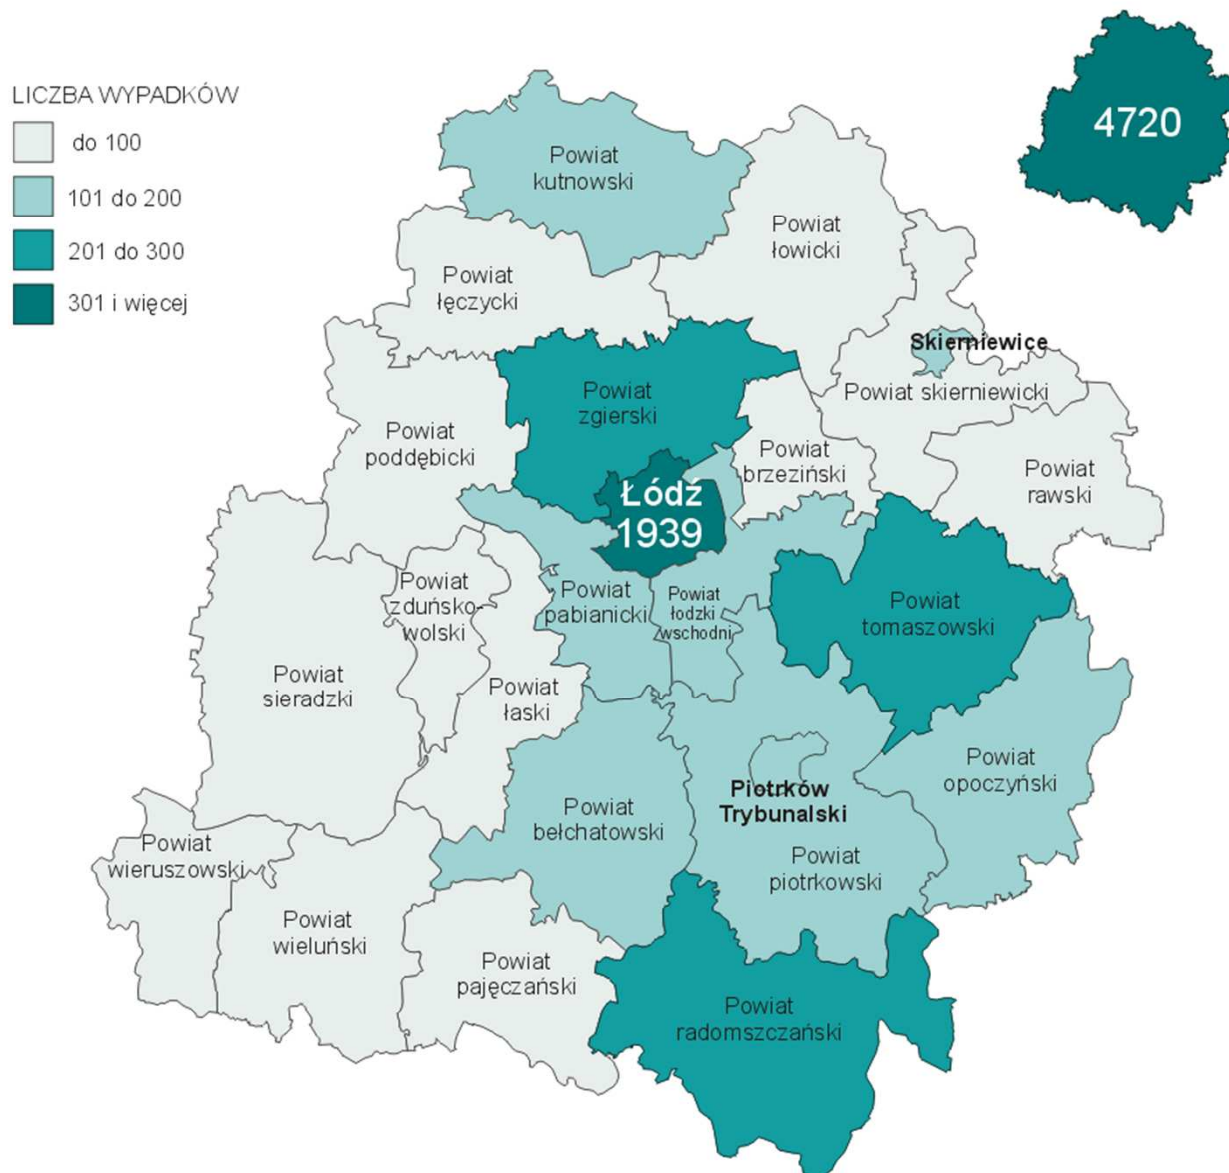 LICZBA WYPADKÓW
do 100
101 do 200
201 do 300
301 i więcej
4720
Powiat
kutnowski
Powiat
łowicki
Powiat
łęczycki
Skierniewice
Powiat skierniewicki
Powiat
zgierski
Powiat
poddębicki
Powiat
brzeziński
Powiat
rawski
Łódź
1939
Powiat
zduńsko-
wolski
Powiat
pabianicki
Powiat
łodzki
wschodni
Powiat
tomaszowski
Powiat
sieradzki
Powiat
łaski
Powiat
opoczyński
Piotrków
Trybunalski
Powiat
bełchatowski
Powiat
wieruszowski
Powiat
piotrkowski
Powiat
wieluński
Powiat
pajęczański
Powiat
radomszczański